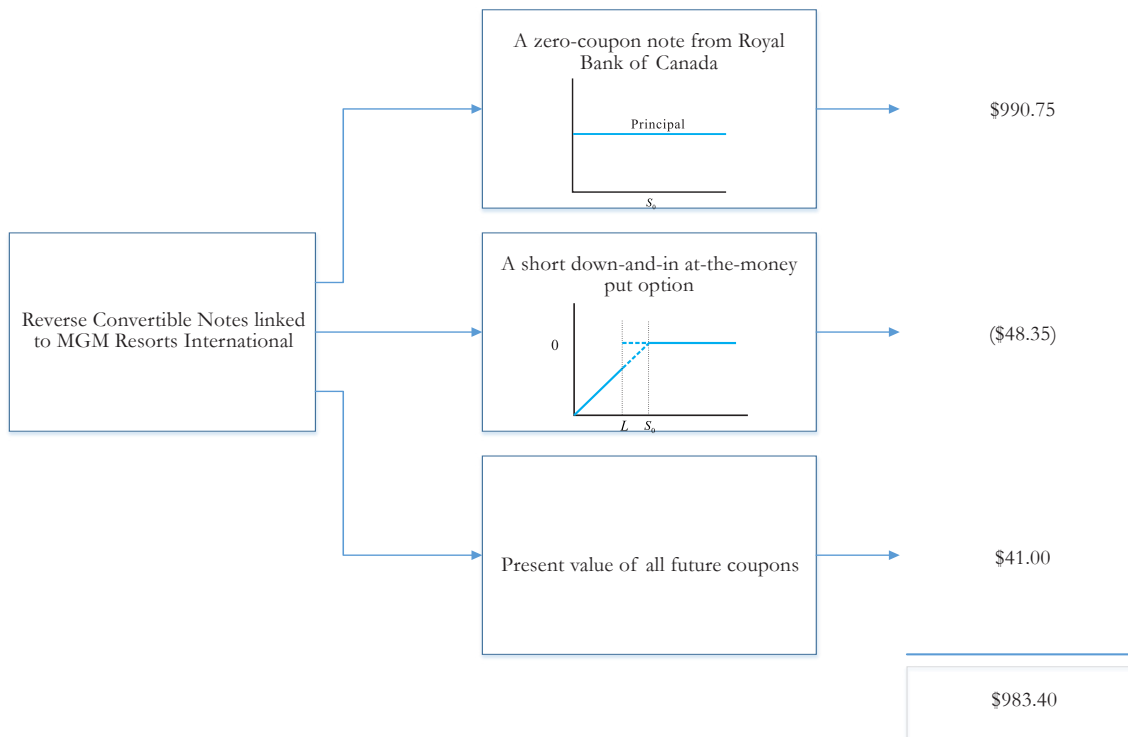 A zero-coupon note from Royal
Bank of Canada
Principal
S₀
$990.75
Reverse Convertible Notes linked
to MGM Resorts International
A short down-and-in at-the-money
put option
0
L S₀
($48.35)
Present value of all future coupons
$41.00
$983.40